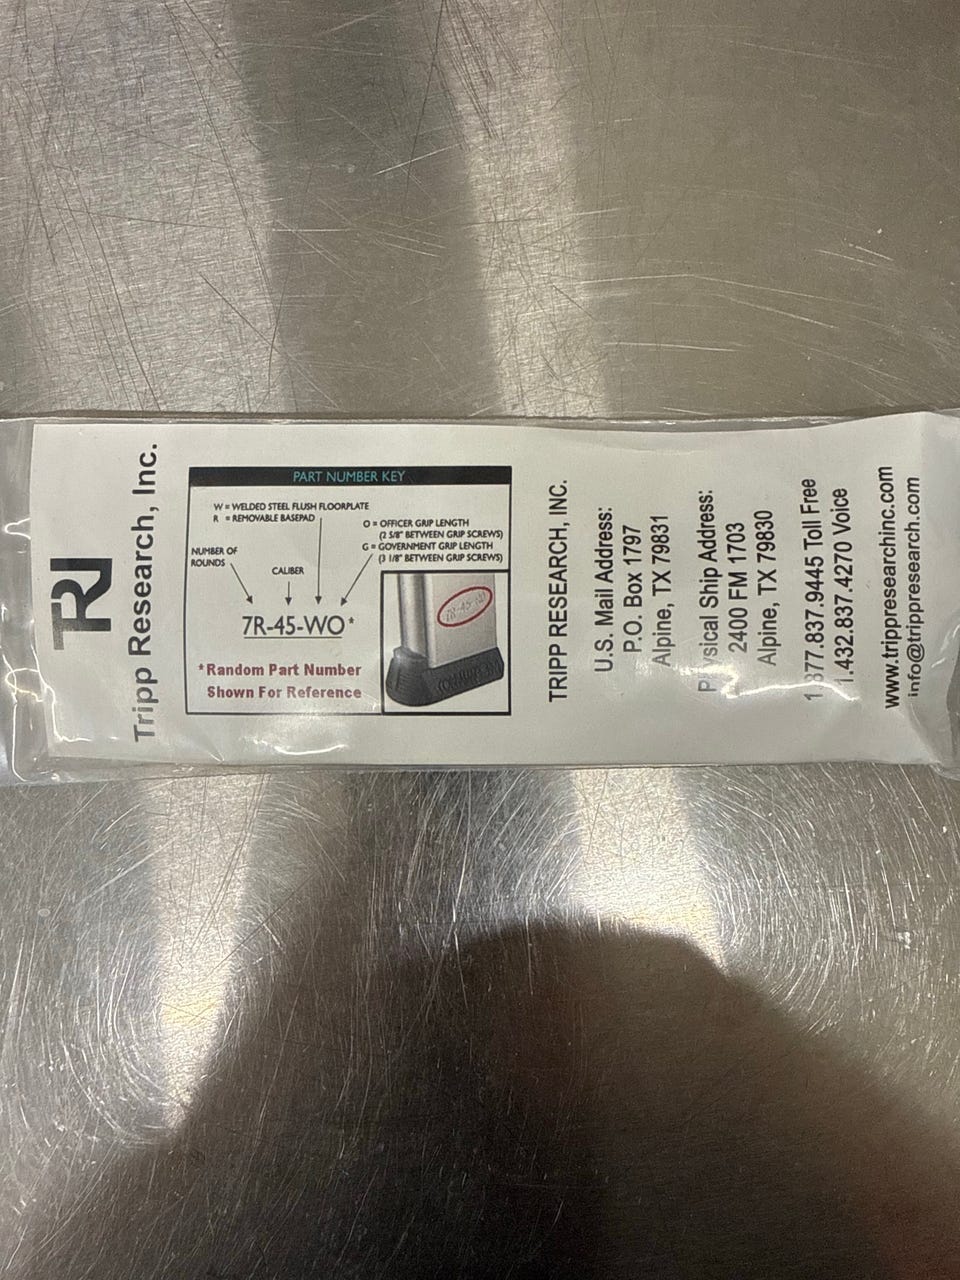 TRI
Tripp Research, Inc.
PART NUMBER KEY
W = WELDED STEEL FLUSH FLOORPLATE
R = REMOVABLE BASEPAD
O = OFFICER GRIP LENGTH
(2 5/8" BETWEEN GRIP SCREWS)
G = GOVERNMENT GRIP LENGTH
(3 1/8" BETWEEN GRIP SCREWS)
NUMBER OF
ROUNDS
CALIBER
7R-45-WO*
*Random Part Number
Shown For Reference
TRIPP RESEARCH, INC.
U.S. Mail Address:
P.O. Box 1797
Alpine, TX 79831
Physical Ship Address:
2400 FM 1703
Alpine, TX 79830
1.877.837.9445 Toll Free
1.432.837.4270 Voice
www.trippresearchinc.com
info@trippresearch.com